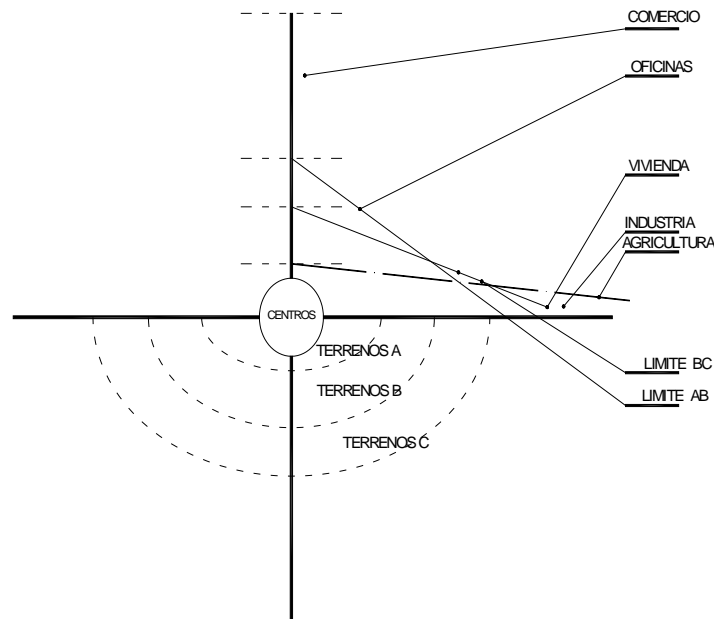 COMERCIO
OFICINAS
VIVIENDA
INDUSTRIA
AGRICULTURA
CENTROS
TERRENOS A
LIMITE BC
TERRENOS B
LIMITE AB
TERRENOS C